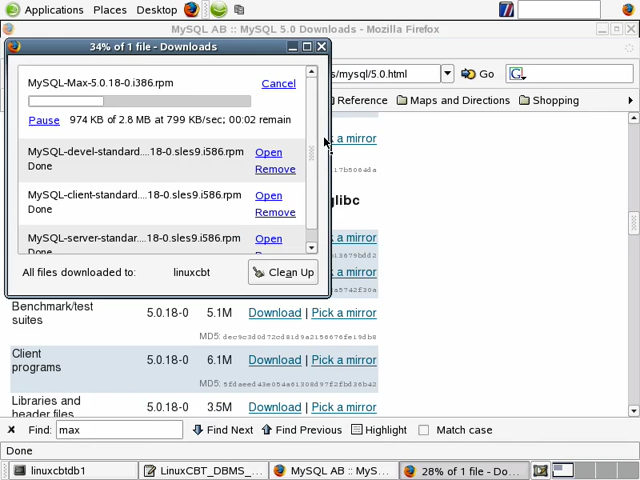 Applications Places Desktop
MySQL AB :: MySQL 5.0 Downloads - Mozilla Firefox
34% of 1 file - Downloads
s/mysql/5.0.html Go
Reference Maps and Directions Shopping
MySQL-Max-5.0.18-0.i386.rpm Cancel
Pause 974 KB of 2.8 MB at 799 KB/sec; 00:02 remain
MySQL-devel-standard....18-0.sles9.i586.rpm Open
Done Remove
MySQL-client-standard....18-0.sles9.i586.rpm Open
Done Remove
MySQL-server-standar....18-0.sles9.i586.rpm Open
Done
All files downloaded to: linuxcbt Clean Up
k a mirror
17b5064da
glibc
k a mirror
k a mirror
Benchmark/test suites 5.0.18-0 5.1M Download | Pick a mirror
Client programs 5.0.18-0 6.1M Download | Pick a mirror
MD5:
MD5:
Libraries and header files 5.0.18-0 3.5M Download | Pick a mirror
Find: max Find Next Find Previous Highlight Match case
Done
linuxcbtdb1 LinuxCBT_DBMS_... MySQL AB :: MyS... 28% of 1 file - Do...